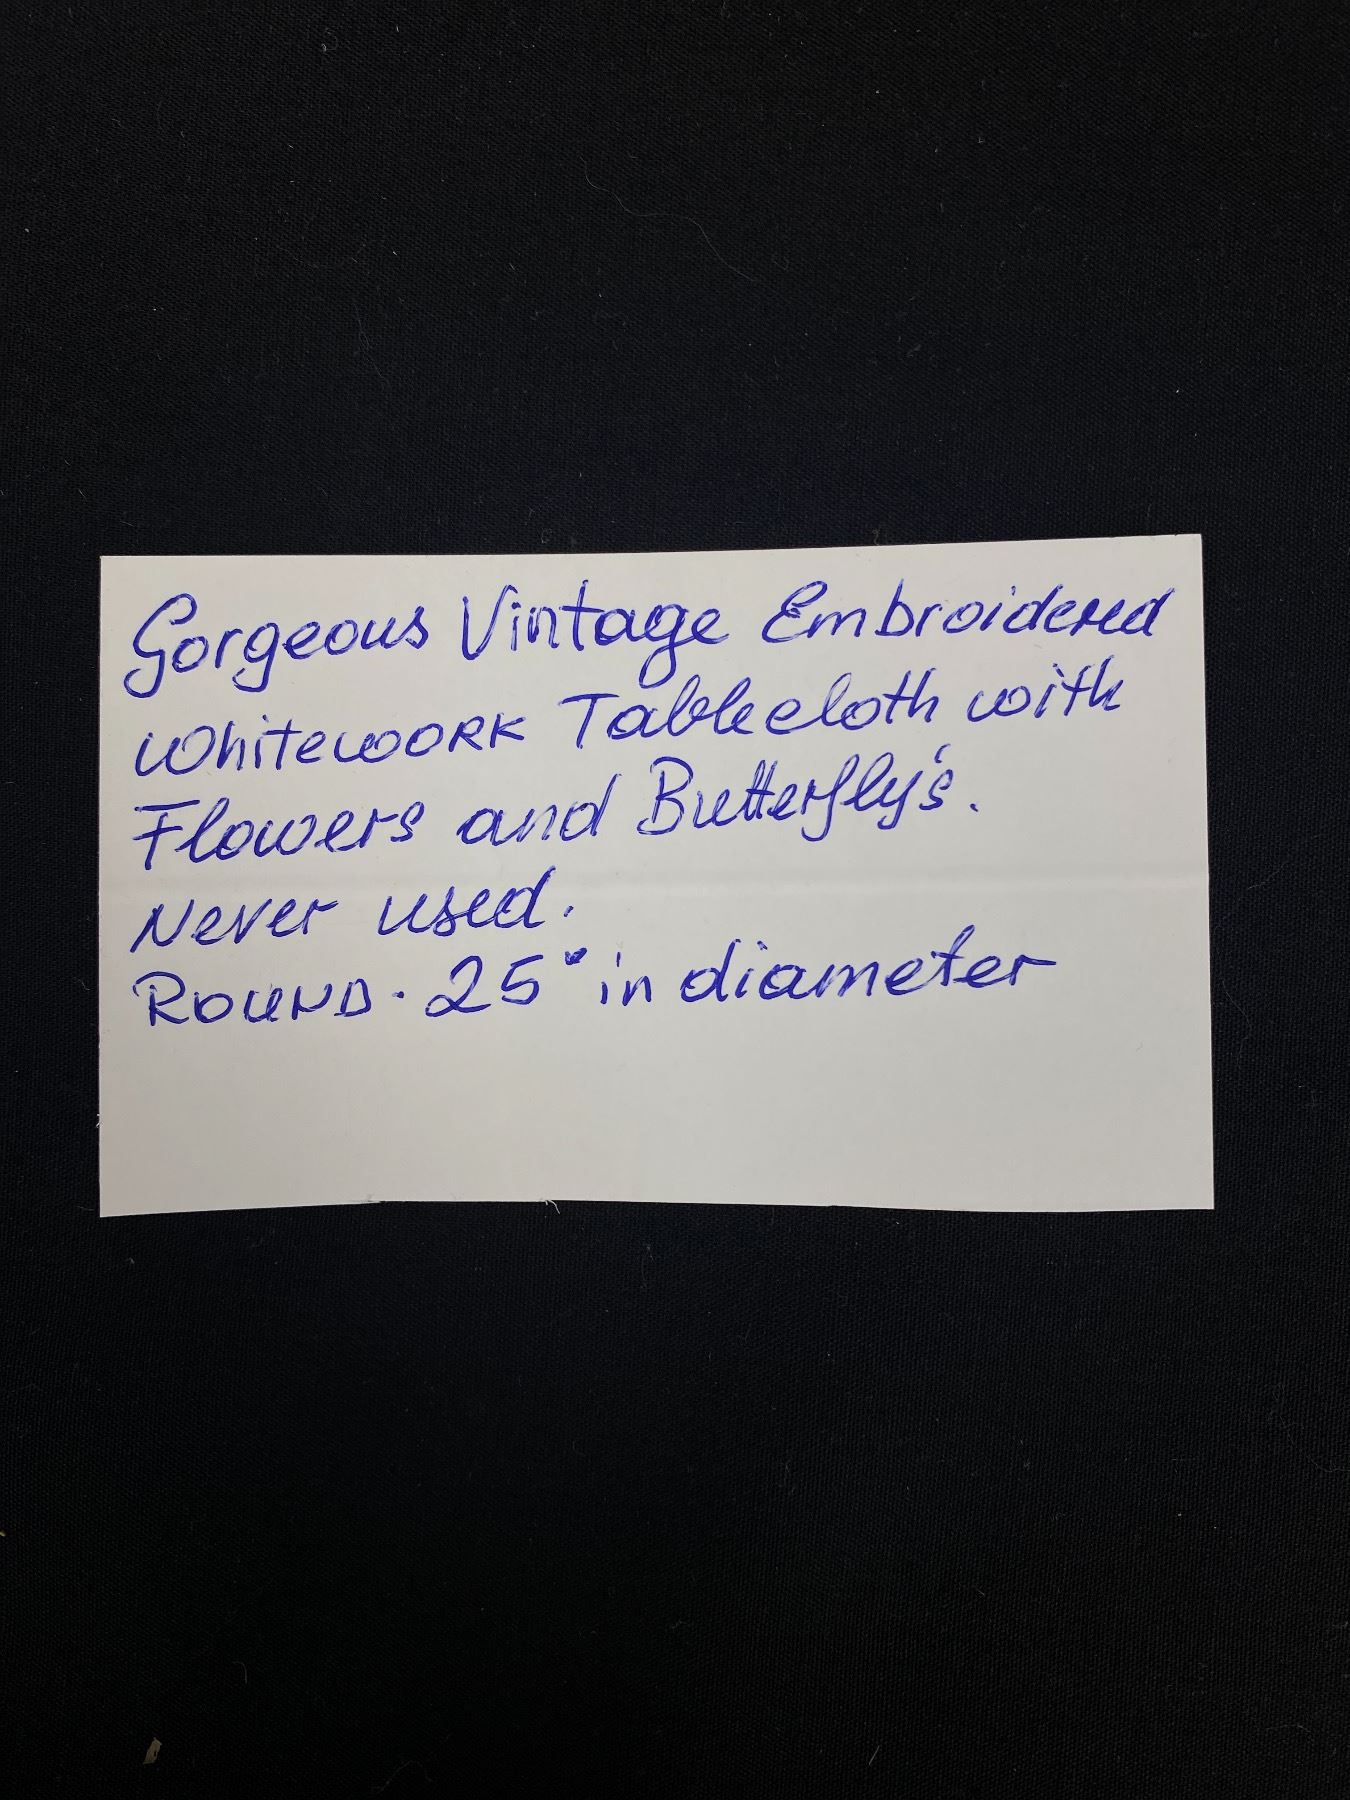 Gorgeous Vintage Embroidered
Whitework Tablecloth with
Flowers and Butterfly's.
Never used.
ROUND. 25" in diameter